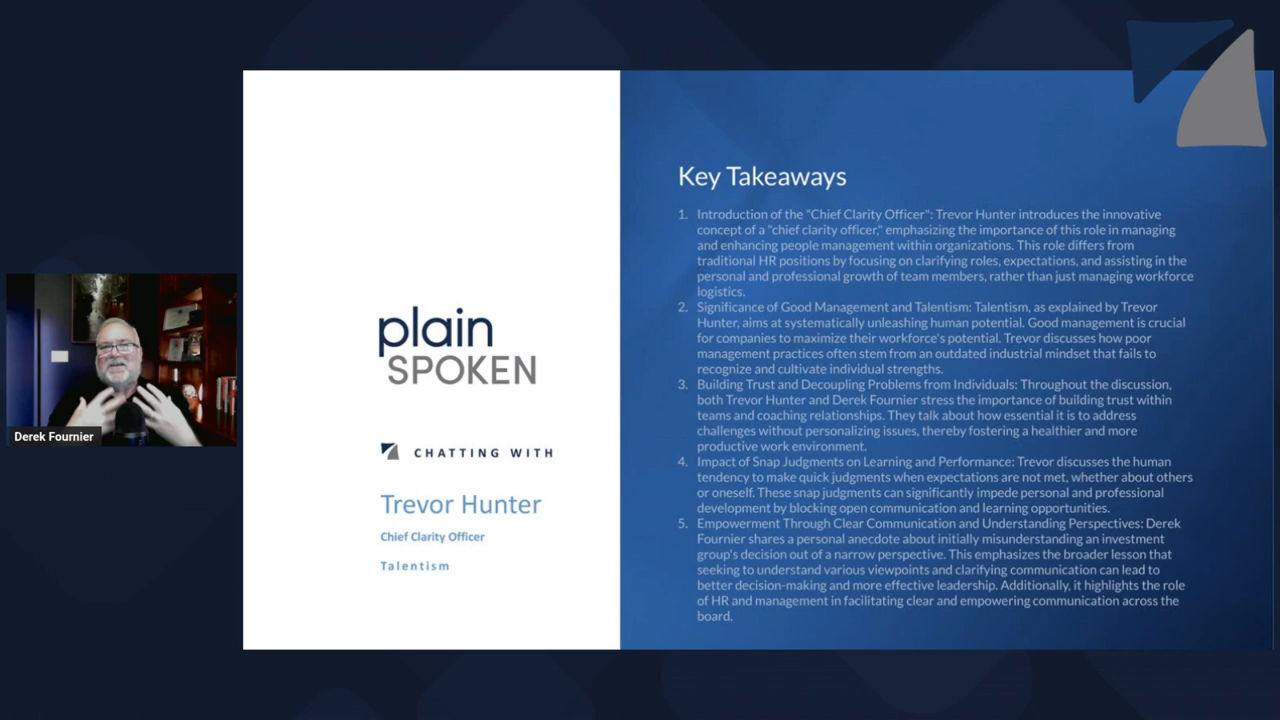 Derek Fournier
plain
SPOKEN
CHATTING WITH
Trevor Hunter
Chief Clarity Officer
Talentism
Key Takeaways
1. Introduction of the "Chief Clarity Officer": Trevor Hunter introduces the innovative
concept of a "chief clarity officer," emphasizing the importance of this role in managing
and enhancing people management within organizations. This role differs from
traditional HR positions by focusing on clarifying roles, expectations, and assisting in the
personal and professional growth of team members, rather than just managing workforce
logistics.
2. Significance of Good Management and Talentism: Talentism, as explained by Trevor
Hunter, aims at systematically unleashing human potential. Good management is crucial
for companies to maximize their workforce's potential. Trevor discusses how poor
management practices often stem from an outdated industrial mindset that fails to
recognize and cultivate individual strengths.
3. Building Trust and Decoupling Problems from Individuals: Throughout the discussion,
both Trevor Hunter and Derek Fournier stress the importance of building trust within
teams and coaching relationships. They talk about how essential it is to address
challenges without personalizing issues, thereby fostering a healthier and more
productive work environment.
4. Impact of Snap Judgments on Learning and Performance: Trevor discusses the human
tendency to make quick judgments when expectations are not met, whether about others
or oneself. These snap judgments can significantly impede personal and professional
development by blocking open communication and learning opportunities.
5. Empowerment Through Clear Communication and Understanding Perspectives: Derek
Fournier shares a personal anecdote about initially misunderstanding an investment
group's decision out of a narrow perspective. This emphasizes the broader lesson that
seeking to understand various viewpoints and clarifying communication can lead to
better decision-making and more effective leadership. Additionally, it highlights the role
of HR and management in facilitating clear and empowering communication across the
board.